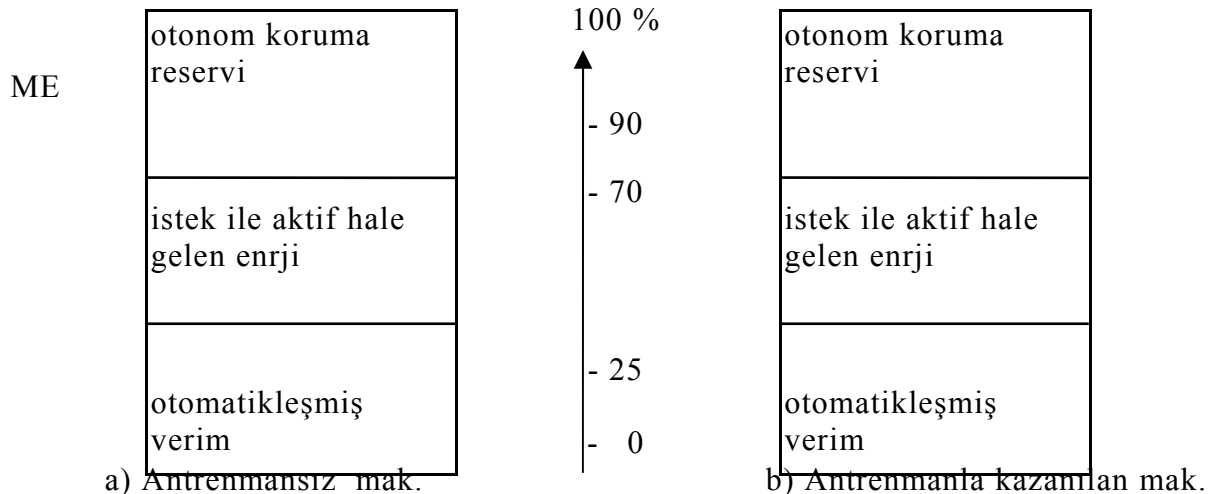 otonom koruma
reservi
ME
istek ile aktif hale
gelen enrji
otomatikleşmiş
verim
a) Antrenmansız mak.
100 %
- 90
- 70
- 25
- 0
otonom koruma
reservi
istek ile aktif hale
gelen enrji
otomatikleşmiş
verim
b) Antrenmanla kazanılan mak.